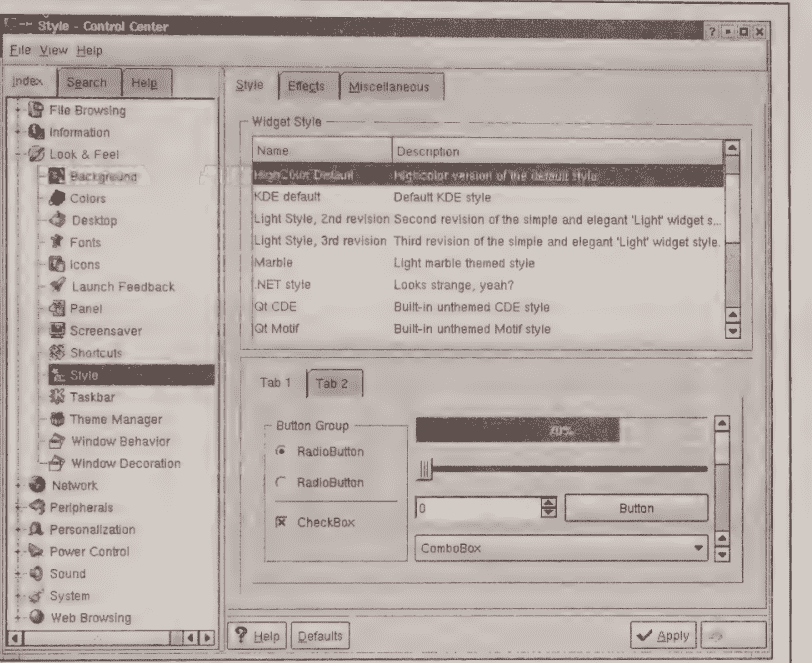 Style - Control Center
File View Help
Index Search Help
File Browsing
Information
Look & Feel
Background
Colors
Desktop
Fonts
Icons
Launch Feedback
Panel
Screensaver
Shortcuts
Style
Taskbar
Theme Manager
Window Behavior
Window Decoration
Network
Peripherals
Personalization
Power Control
Sound
System
Web Browsing
Style Effects Miscellaneous
Widget Style
Name Description
HighColor Default Highcolor version of the default style
KDE default Default KDE style
Light Style, 2nd revision Second revision of the simple and elegant 'Light' widget s...
Light Style, 3rd revision Third revision of the simple and elegant 'Light' widget style.
Marble Light marble themed style
.NET style Looks strange, yeah?
Qt CDE Built-in unthemed CDE style
Qt Motif Built-in unthemed Motif style
Tab 1 Tab 2
Button Group
RadioButton
RadioButton
CheckBox
70%
0
Button
ComboBox
? Help Defaults
Apply